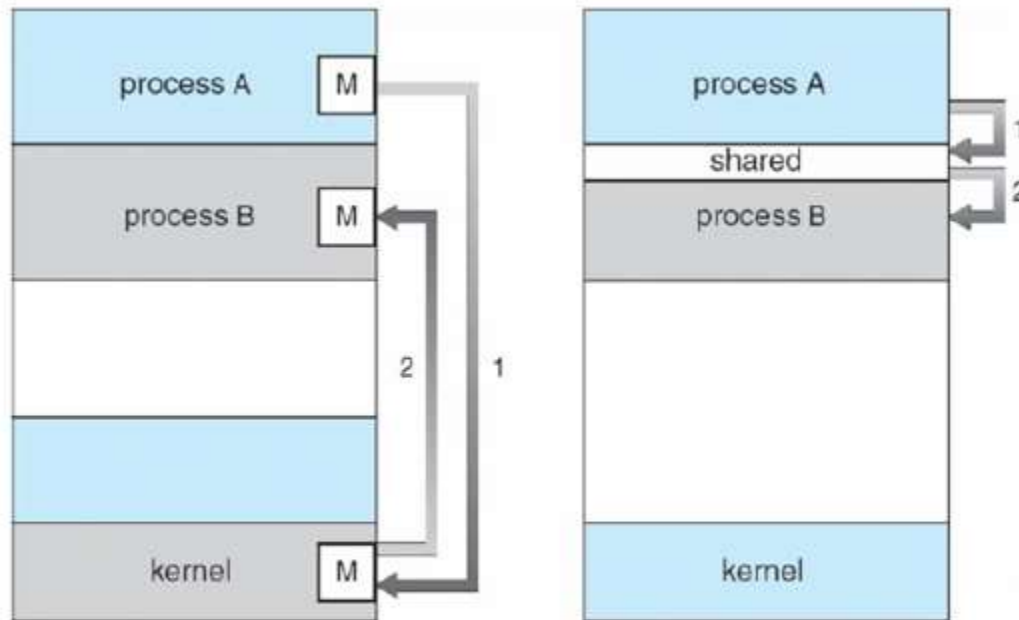 process A
M
process B
M
2
1
kernel
M
process A
1
shared
2
process B
kernel